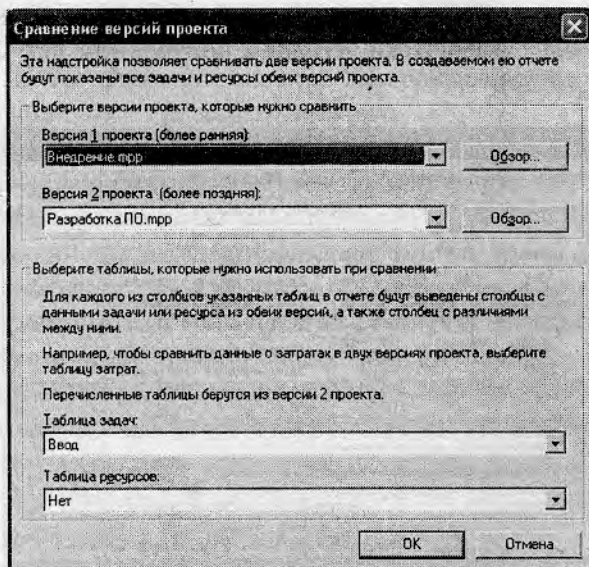 Сравнение версий проекта
Эта надстройка позволяет сравнивать две версии проекта. В создаваемом ею отчете
будут показаны все задачи и ресурсы обеих версий проекта.
Выберите версии проекта, которые нужно сравнить
Версия 1 проекта (более ранняя):
Внедрение.mpp
Обзор...
Версия 2 проекта (более поздняя):
Разработка ПО.mpp
Обзор...
Выберите таблицы, которые нужно использовать при сравнении
Для каждого из столбцов указанных таблиц в отчете будут выведены столбцы с
данными задачи или ресурса из обеих версий, а также столбец с различиями
между ними.
Например, чтобы сравнить данные о затратах в двух версиях проекта, выберите
таблицу затрат.
Перечисленные таблицы берутся из версии 2 проекта.
Таблица задач:
Ввод
Таблица ресурсов:
Нет
OK
Отмена